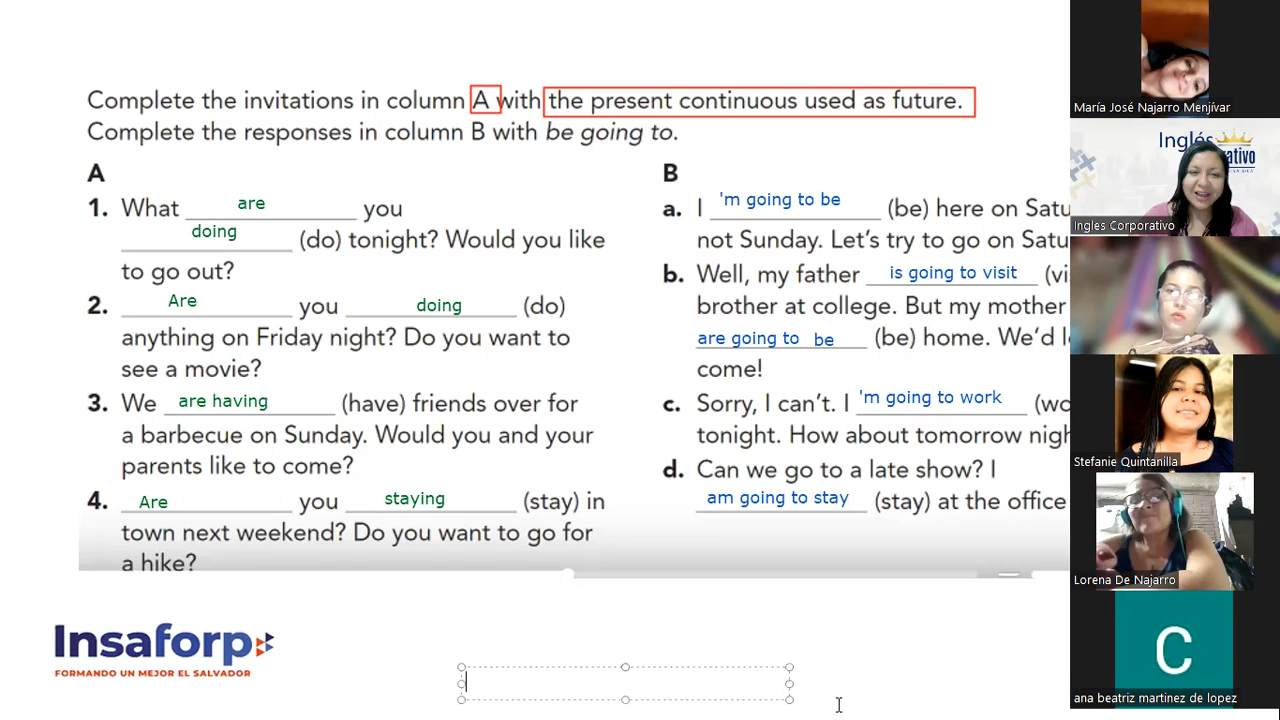 Complete the invitations in column A with the present continuous used as future.
Complete the responses in column B with be going to.
A
1. What are you
doing (do) tonight? Would you like
to go out?
2. Are you doing (do)
anything on Friday night? Do you want to
see a movie?
3. We are having (have) friends over for
a barbecue on Sunday. Would you and your
parents like to come?
4. Are you staying (stay) in
town next weekend? Do you want to go for
a hike?
B
a. I 'm going to be (be) here on Satu
not Sunday. Let's try to go on Satu
b. Well, my father is going to visit (vi
brother at college. But my mother
are going to be (be) home. We'd l
come!
c. Sorry, I can't. I 'm going to work (wo
tonight. How about tomorrow nigh
d. Can we go to a late show? I
am going to stay (stay) at the office
Insaforp
FORMANDO UN MEJOR EL SALVADOR
María José Najarro Menjívar
Inglés
ativo
Ingles Corporativo
Stefanie Quintanilla
Lorena De Najarro
C
ana beatriz martinez de lopez